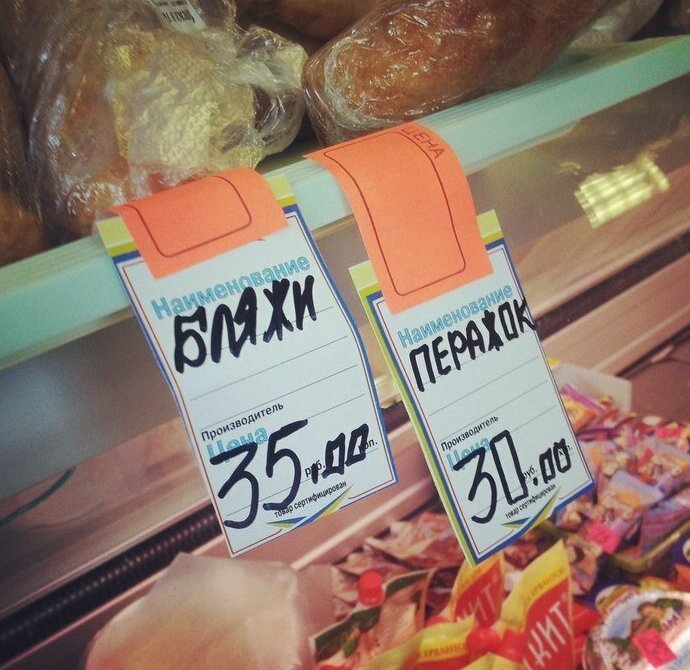 ЦЕНА
Наименование
БЛЯХИ
Производитель
Цена
35.00
руб. коп.
товар сертифицирован
Наименование
ПЕРАЖОК
Производитель
Цена
30.00
руб.
товар сертифицирован